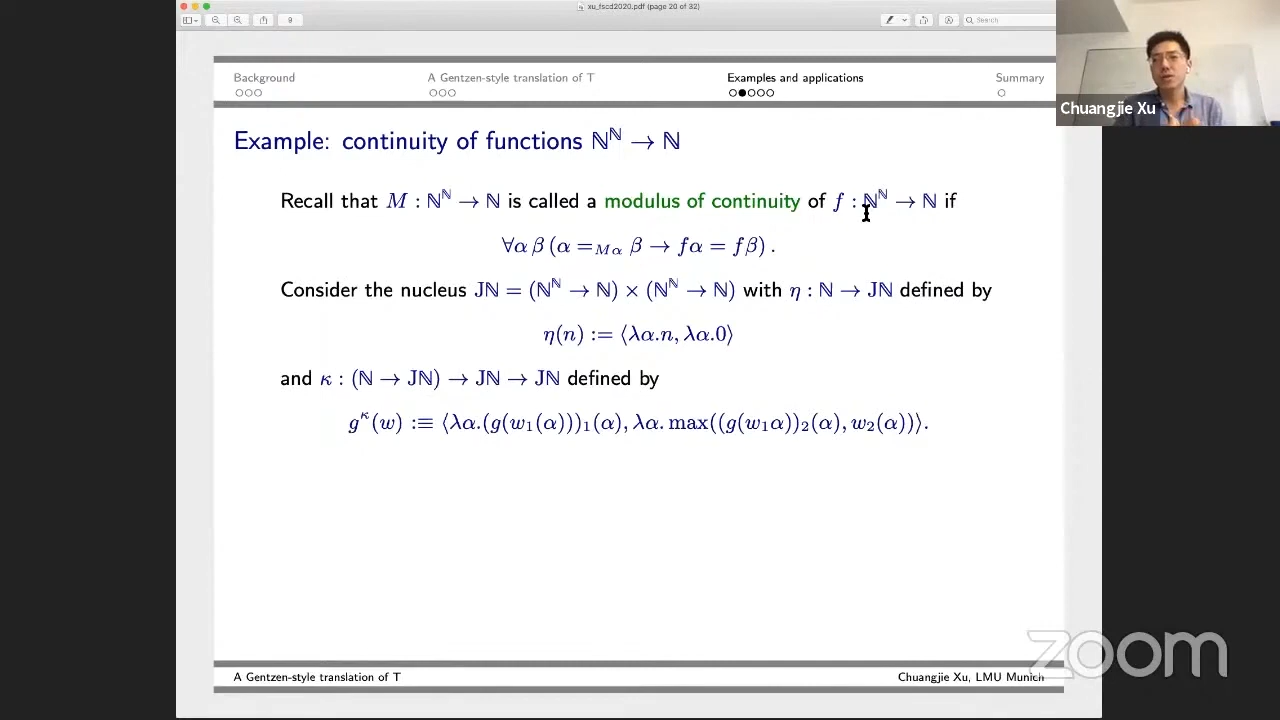 xu_fscd2020.pdf (page 20 of 32)
9
Search
Background
A Gentzen-style translation of T
Examples and applications
Summary
Chuangjie Xu
Example: continuity of functions ℕ^ℕ → ℕ
Recall that M : ℕ^ℕ → ℕ is called a modulus of continuity of f : ℕ^ℕ → ℕ if
∀α β (α =_{Mα} β → fα = fβ) .
Consider the nucleus Jℕ = (ℕ^ℕ → ℕ) × (ℕ^ℕ → ℕ) with η : ℕ → Jℕ defined by
η(n) := ⟨λα.n, λα.0⟩
and κ : (ℕ → Jℕ) → Jℕ → Jℕ defined by
g^κ(w) :≡ ⟨λα.(g(w₁(α)))₁(α), λα. max((g(w₁α))₂(α), w₂(α))⟩.
zoom
A Gentzen-style translation of T
Chuangjie Xu, LMU Munich